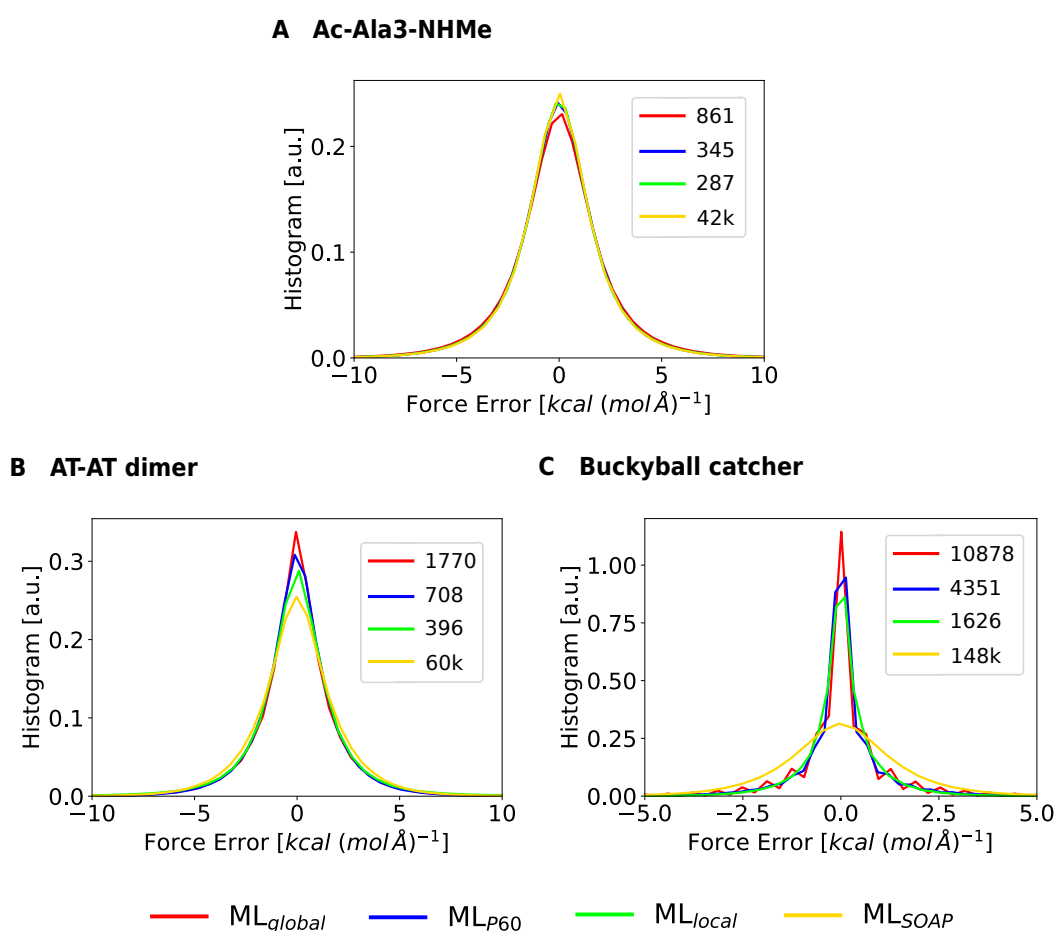 A Ac-Ala3-NHMe
Histogram [a.u.]
0.2
0.1
0.0
861
345
287
42k
−10 −5 0 5 10
Force Error [kcal (mol Å)⁻¹]
B AT-AT dimer
Histogram [a.u.]
0.3
0.2
0.1
0.0
1770
708
396
60k
−10 −5 0 5 10
Force Error [kcal (mol Å)⁻¹]
C Buckyball catcher
Histogram [a.u.]
1.00
0.75
0.50
0.25
0.00
10878
4351
1626
148k
−5.0 −2.5 0.0 2.5 5.0
Force Error [kcal (mol Å)⁻¹]
ML_global ML_P60 ML_local ML_SOAP